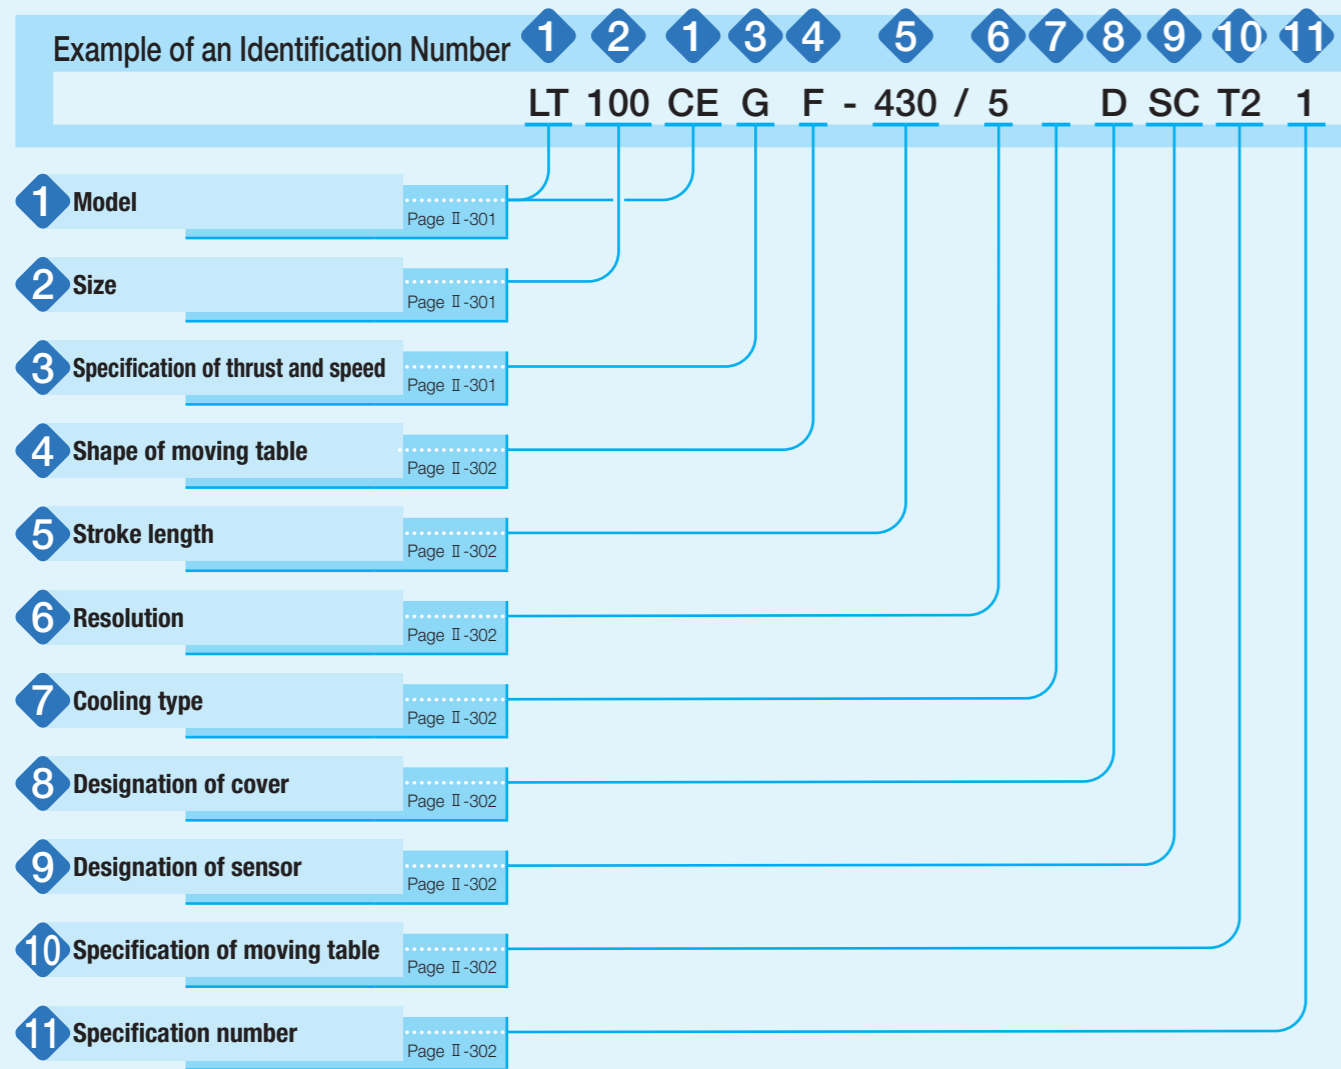 Example of an Identification Number 1 2 1 3 4 5 6 7 8 9 10 11
LT 100 CE G F - 430 / 5 D SC T2 1
1 Model
Page Ⅱ-301
2 Size
Page Ⅱ-301
3 Specification of thrust and speed
Page Ⅱ-301
4 Shape of moving table
Page Ⅱ-302
5 Stroke length
Page Ⅱ-302
6 Resolution
Page Ⅱ-302
7 Cooling type
Page Ⅱ-302
8 Designation of cover
Page Ⅱ-302
9 Designation of sensor
Page Ⅱ-302
10 Specification of moving table
Page Ⅱ-302
11 Specification number
Page Ⅱ-302